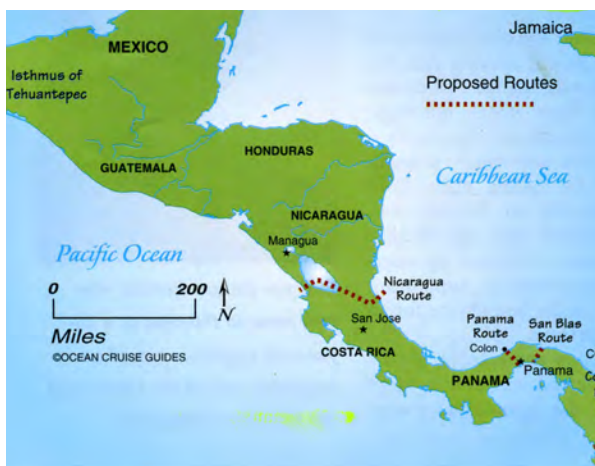 Jamaica
MEXICO
Isthmus of
Tehuantepec
Proposed Routes
HONDURAS
GUATEMALA
Caribbean Sea
NICARAGUA
Managua
Pacific Ocean
Nicaragua
Route
0 200
N
San Jose
Panama
Route
San Blas
Route
Miles
Colon
©OCEAN CRUISE GUIDES
COSTA RICA
Panama
PANAMA